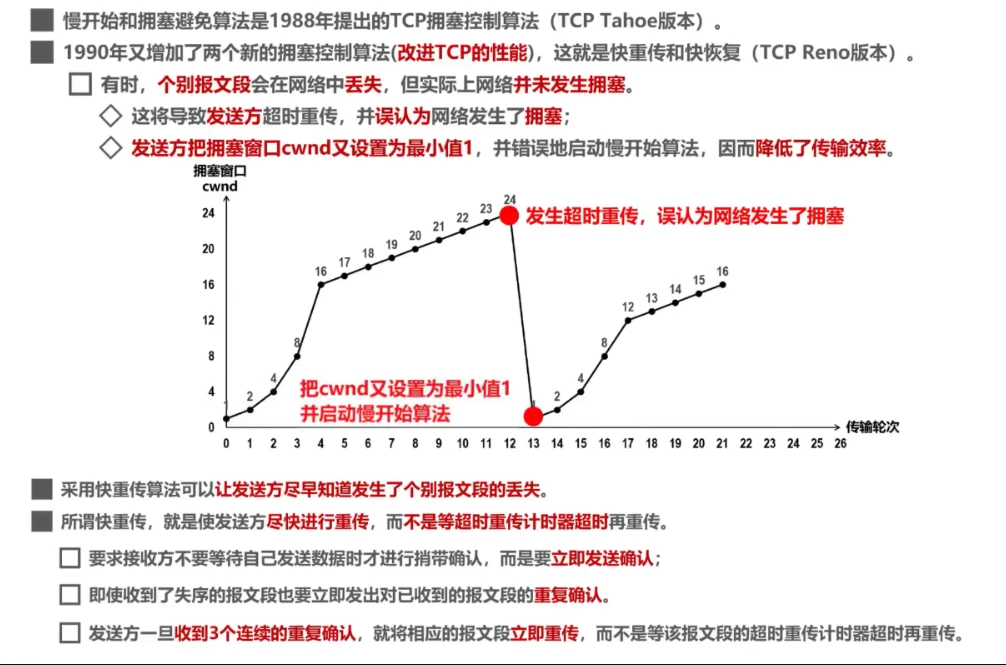 慢开始和拥塞避免算法是1988年提出的TCP拥塞控制算法（TCP Tahoe版本）。
1990年又增加了两个新的拥塞控制算法(改进TCP的性能)，这就是快重传和快恢复（TCP Reno版本）。
有时，个别报文段会在网络中丢失，但实际上网络并未发生拥塞。
这将导致发送方超时重传，并误认为网络发生了拥塞；
发送方把拥塞窗口cwnd又设置为最小值1，并错误地启动慢开始算法，因而降低了传输效率。
拥塞窗口
cwnd
24
20
16
12
8
4
0
1 2 4 8 16 17 18 19 20 21 22 23 24
发生超时重传，误认为网络发生了拥塞
1 2 4 8 12 13 14 15 16
把cwnd又设置为最小值1
并启动慢开始算法
0 1 2 3 4 5 6 7 8 9 10 11 12 13 14 15 16 17 18 19 20 21 22 23 24 25 26
传输轮次
采用快重传算法可以让发送方尽早知道发生了个别报文段的丢失。
所谓快重传，就是使发送方尽快进行重传，而不是等超时重传计时器超时再重传。
要求接收方不要等待自己发送数据时才进行捎带确认，而是要立即发送确认；
即使收到了失序的报文段也要立即发出对已收到的报文段的重复确认。
发送方一旦收到3个连续的重复确认，就将相应的报文段立即重传，而不是等该报文段的超时重传计时器超时再重传。